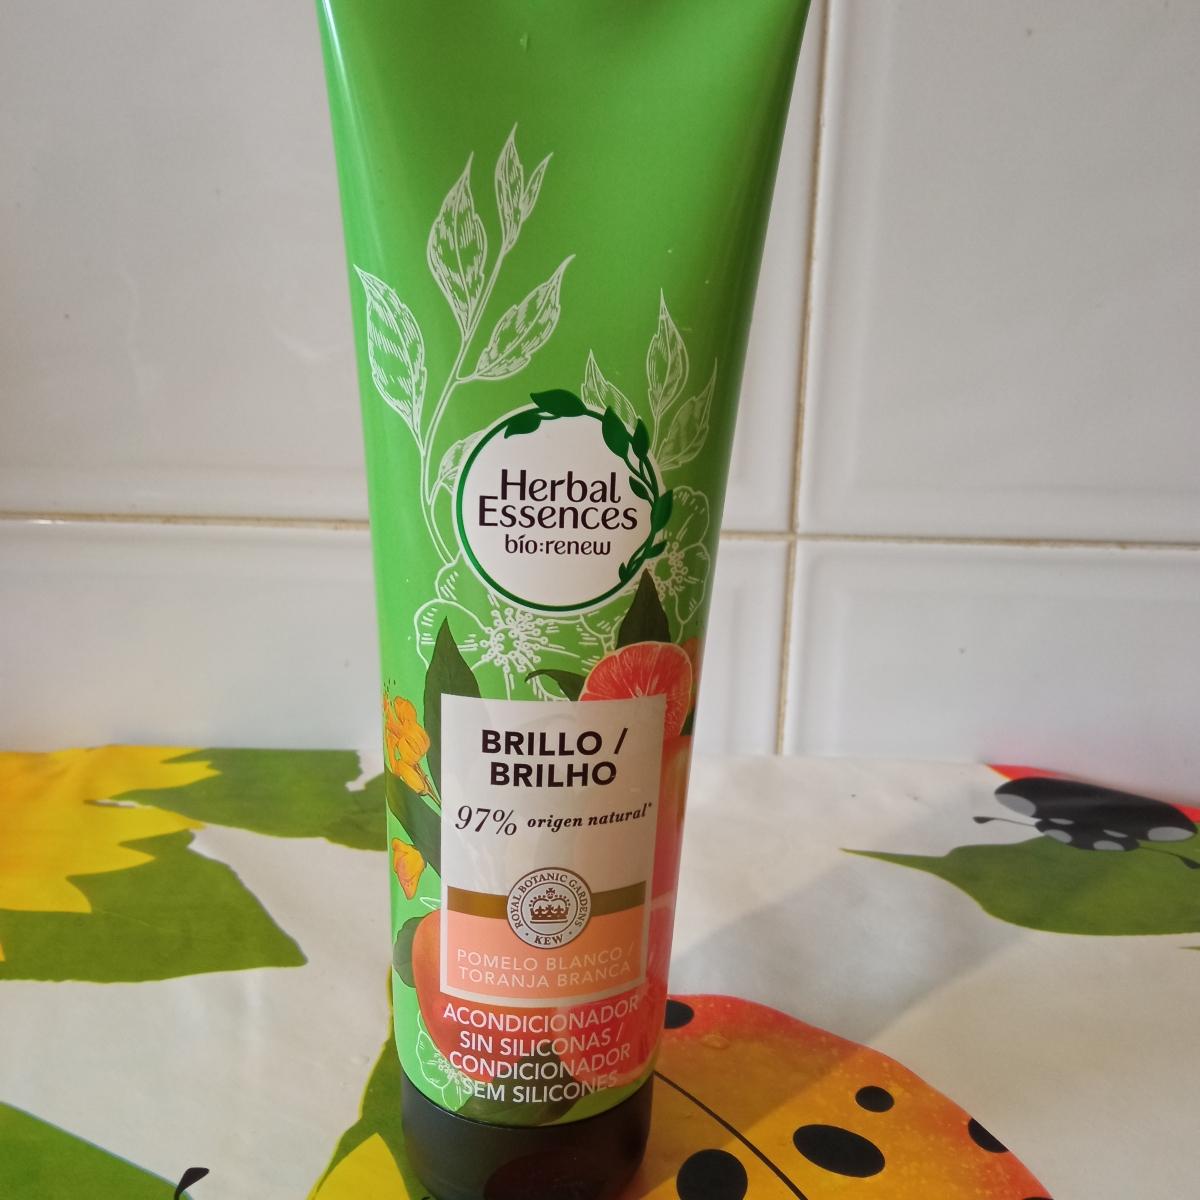 Herbal
Essences
bío:renew
BRILLO /
BRILHO
97% origen natural*
ROYAL BOTANIC GARDENS
• KEW •
POMELO BLANCO /
TORANJA BRANCA
ACONDICIONADOR
SIN SILICONAS /
CONDICIONADOR
SEM SILICONES